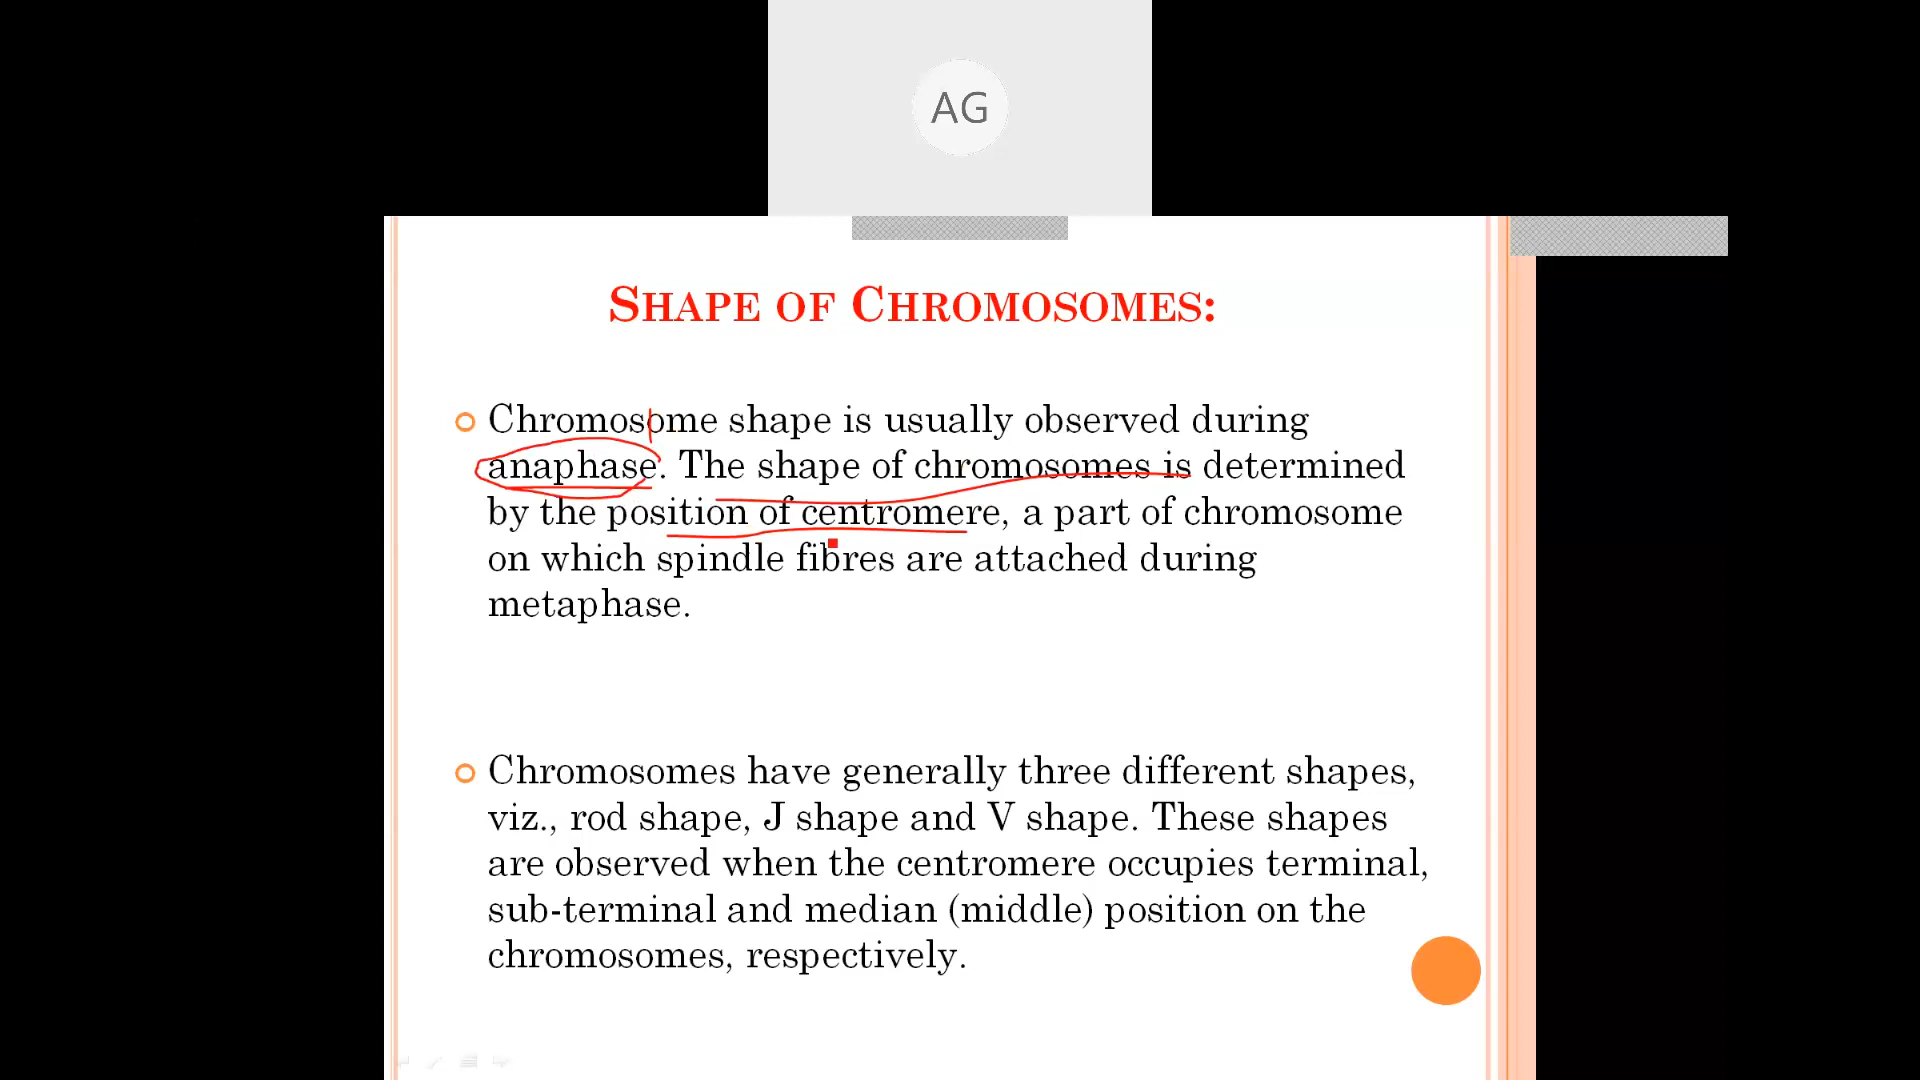 AG
SHAPE OF CHROMOSOMES:
Chromosome shape is usually observed during
anaphase. The shape of chromosomes is determined
by the position of centromere, a part of chromosome
on which spindle fibres are attached during
metaphase.
Chromosomes have generally three different shapes,
viz., rod shape, J shape and V shape. These shapes
are observed when the centromere occupies terminal,
sub-terminal and median (middle) position on the
chromosomes, respectively.